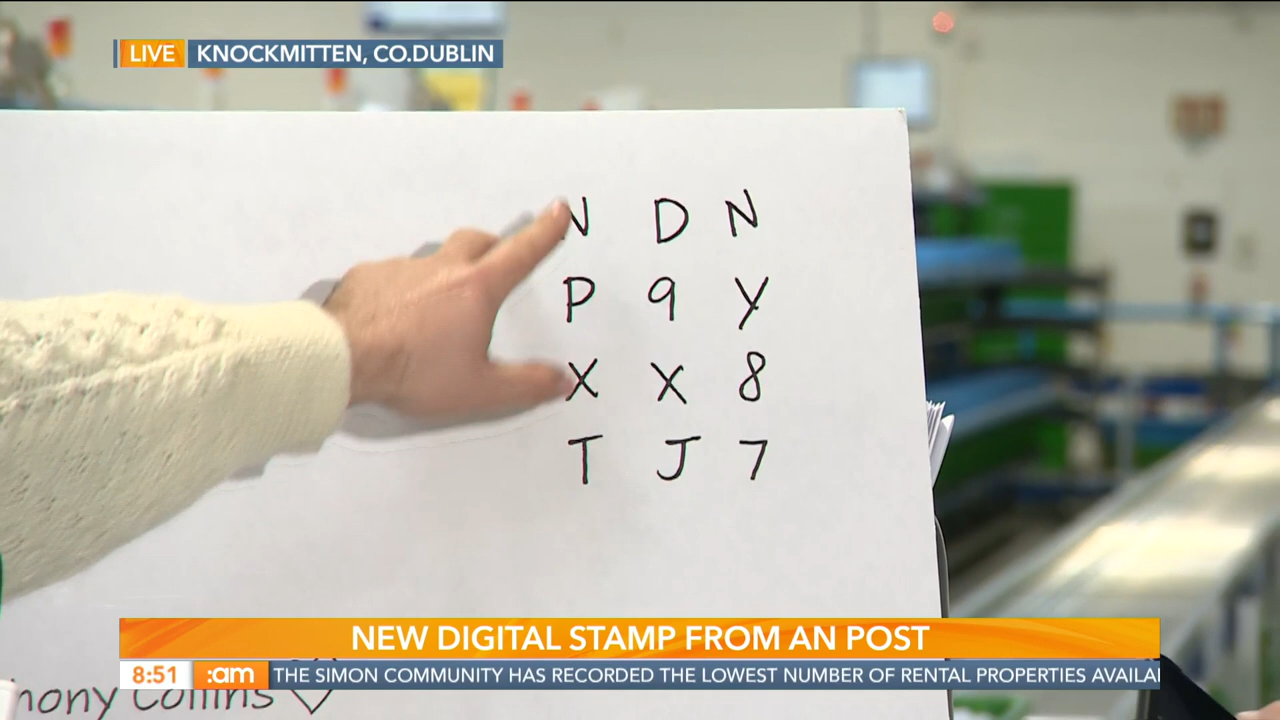 LIVE KNOCKMITTEN, CO.DUBLIN
N D N
P 9 Y
X X 8
T J 7
NEW DIGITAL STAMP FROM AN POST
8:51 :am THE SIMON COMMUNITY HAS RECORDED THE LOWEST NUMBER OF RENTAL PROPERTIES
Collins ♡